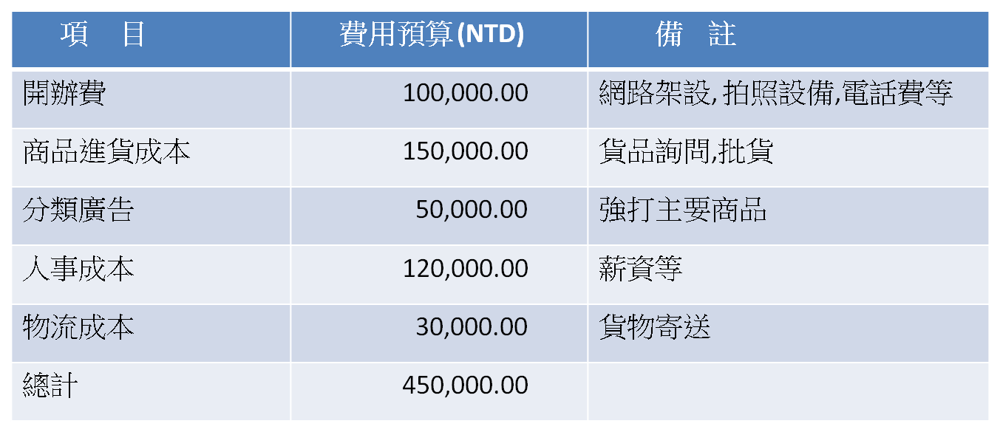 項 目 費用預算(NTD) 備 註
開辦費 100,000.00 網路架設, 拍照設備,電話費等
商品進貨成本 150,000.00 貨品詢問,批貨
分類廣告 50,000.00 強打主要商品
人事成本 120,000.00 薪資等
物流成本 30,000.00 貨物寄送
總計 450,000.00